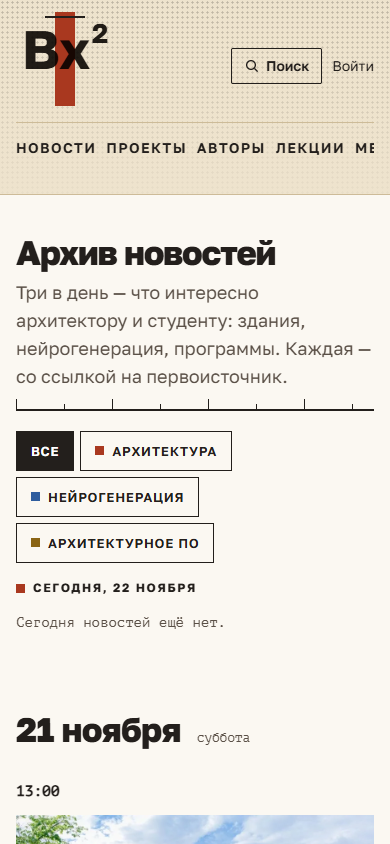 Вх²
Поиск
Войти
НОВОСТИ ПРОЕКТЫ АВТОРЫ ЛЕКЦИИ МЕ
Архив новостей
Три в день — что интересно
архитектору и студенту: здания,
нейрогенерация, программы. Каждая —
со ссылкой на первоисточник.
ВСЕ
АРХИТЕКТУРА
НЕЙРОГЕНЕРАЦИЯ
АРХИТЕКТУРНОЕ ПО
СЕГОДНЯ, 22 НОЯБРЯ
Сегодня новостей ещё нет.
21 ноября суббота
13:00